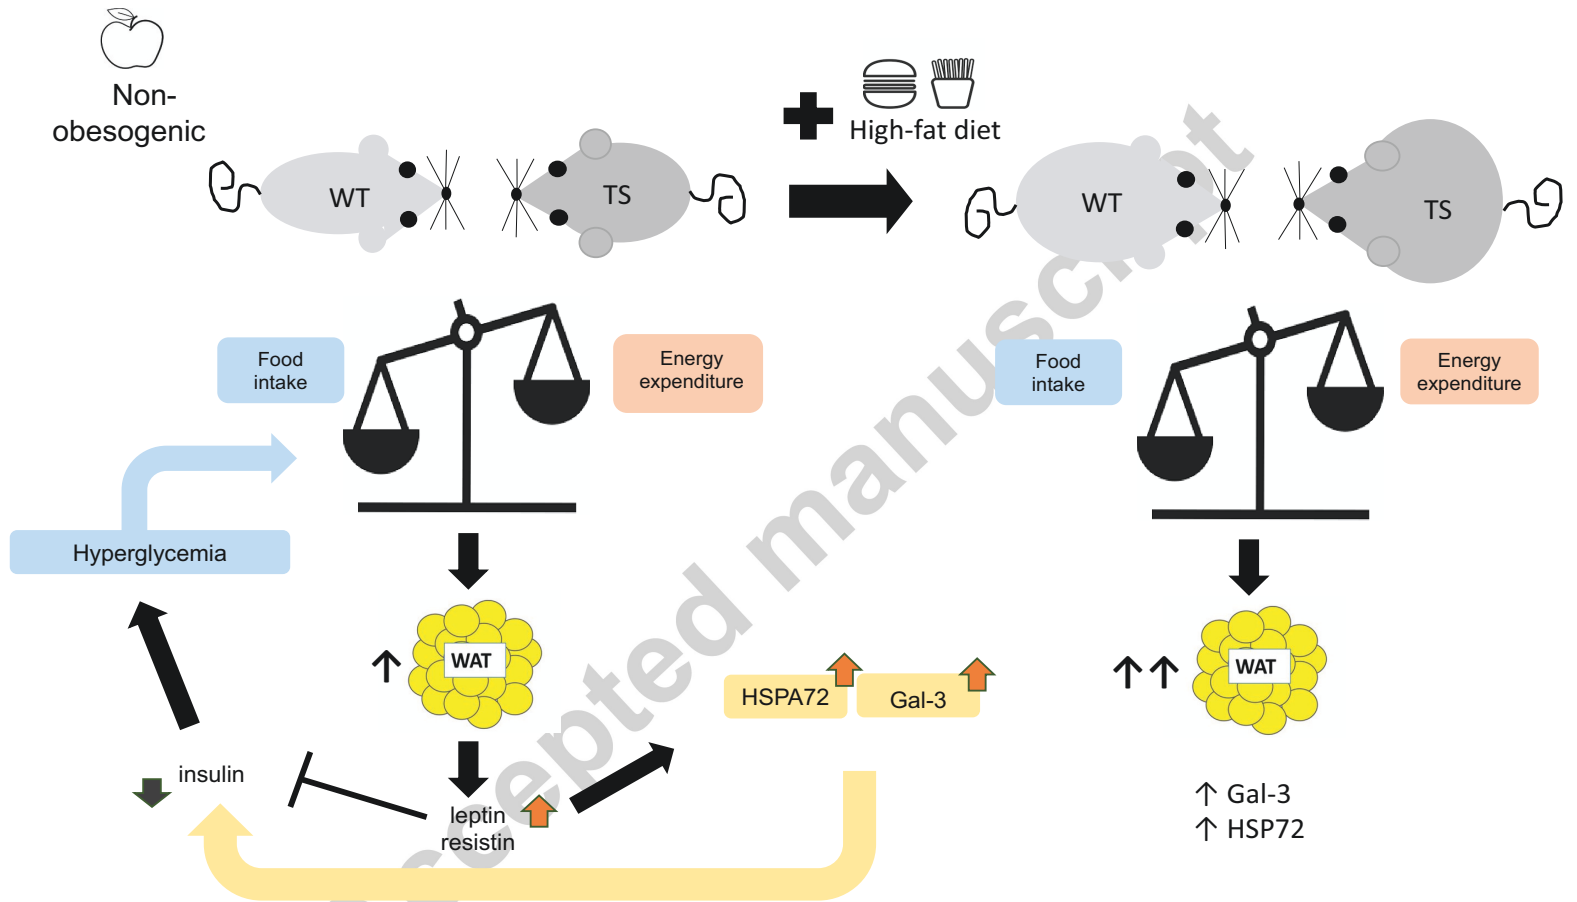 Non-
obesogenic
High-fat diet
WT
TS
WT
TS
Food
intake
Energy
expenditure
Food
intake
Energy
expenditure
Hyperglycemia
WAT
WAT
HSPA72
Gal-3
insulin
leptin
resistin
↑ Gal-3
↑ HSP72
Accepted manuscript